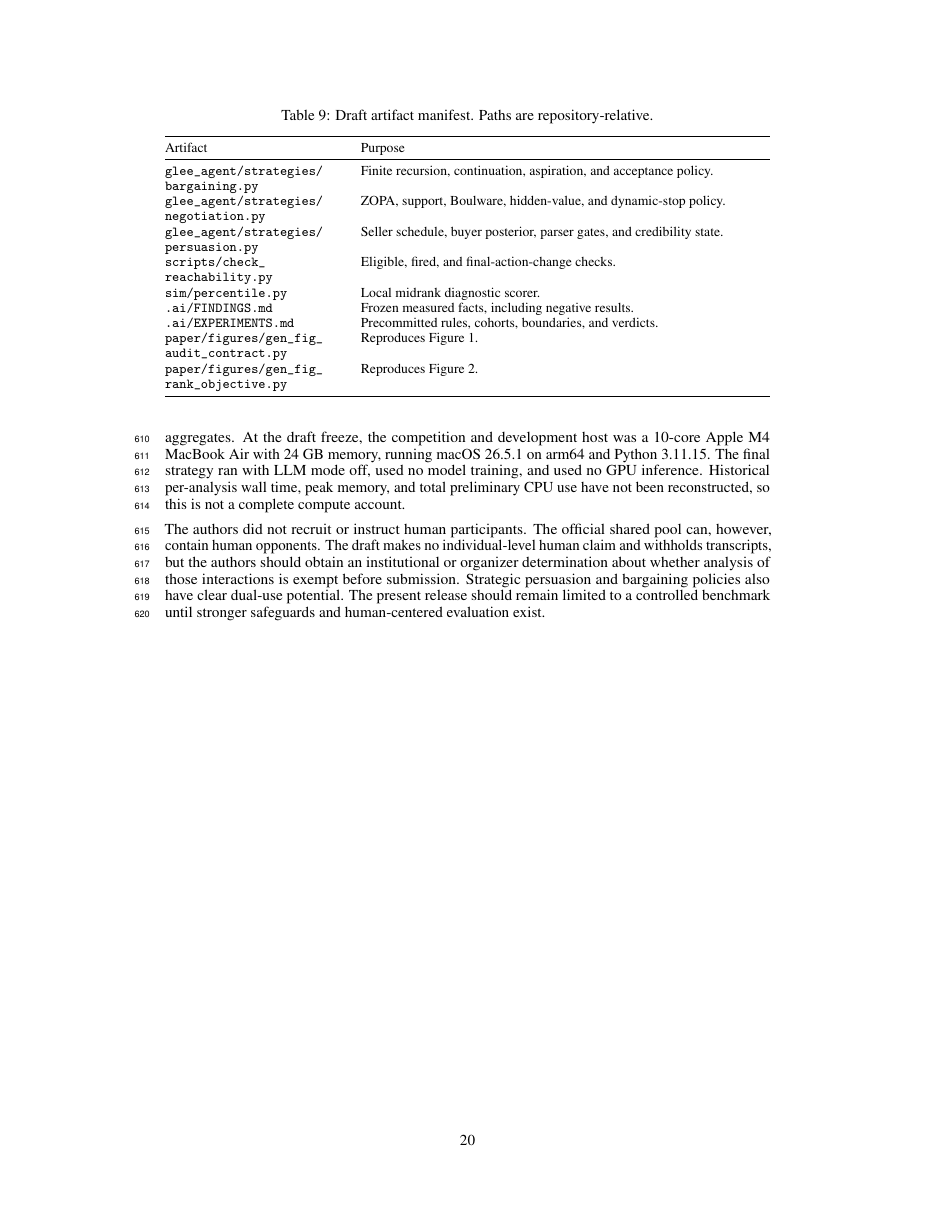 Table 9: Draft artifact manifest. Paths are repository-relative.
Artifact Purpose
glee_agent/strategies/ Finite recursion, continuation, aspiration, and acceptance policy.
bargaining.py
glee_agent/strategies/ ZOPA, support, Boulware, hidden-value, and dynamic-stop policy.
negotiation.py
glee_agent/strategies/ Seller schedule, buyer posterior, parser gates, and credibility state.
persuasion.py
scripts/check_ Eligible, fired, and final-action-change checks.
reachability.py
sim/percentile.py Local midrank diagnostic scorer.
.ai/FINDINGS.md Frozen measured facts, including negative results.
.ai/EXPERIMENTS.md Precommitted rules, cohorts, boundaries, and verdicts.
paper/figures/gen_fig_ Reproduces Figure 1.
audit_contract.py
paper/figures/gen_fig_ Reproduces Figure 2.
rank_objective.py
610 aggregates. At the draft freeze, the competition and development host was a 10-core Apple M4
611 MacBook Air with 24 GB memory, running macOS 26.5.1 on arm64 and Python 3.11.15. The final
612 strategy ran with LLM mode off, used no model training, and used no GPU inference. Historical
613 per-analysis wall time, peak memory, and total preliminary CPU use have not been reconstructed, so
614 this is not a complete compute account.
615 The authors did not recruit or instruct human participants. The official shared pool can, however,
616 contain human opponents. The draft makes no individual-level human claim and withholds transcripts,
617 but the authors should obtain an institutional or organizer determination about whether analysis of
618 those interactions is exempt before submission. Strategic persuasion and bargaining policies also
619 have clear dual-use potential. The present release should remain limited to a controlled benchmark
620 until stronger safeguards and human-centered evaluation exist.
20